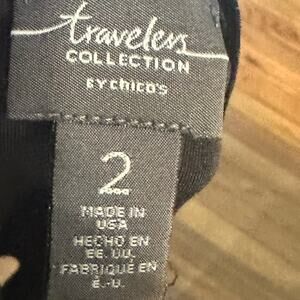 travelers
COLLECTION
BY chico's
2
MADE IN
USA
HECHO EN
EE. UU.
FABRIQUÉ EN
É.-U.